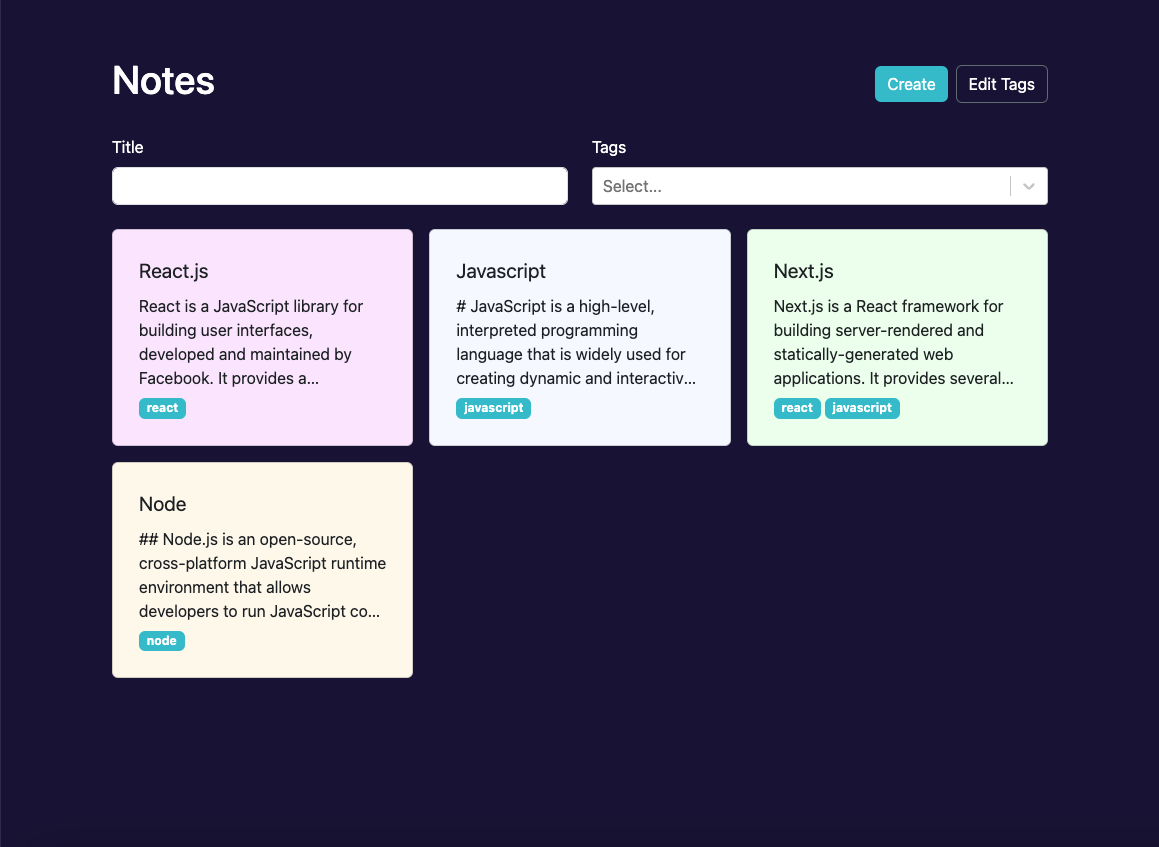 Notes
Create
Edit Tags
Title
Tags
Select...
React.js
React is a JavaScript library for
building user interfaces,
developed and maintained by
Facebook. It provides a...
react
Javascript
# JavaScript is a high-level,
interpreted programming
language that is widely used for
creating dynamic and interactiv...
javascript
Next.js
Next.js is a React framework for
building server-rendered and
statically-generated web
applications. It provides several...
react
javascript
Node
## Node.js is an open-source,
cross-platform JavaScript runtime
environment that allows
developers to run JavaScript co...
node